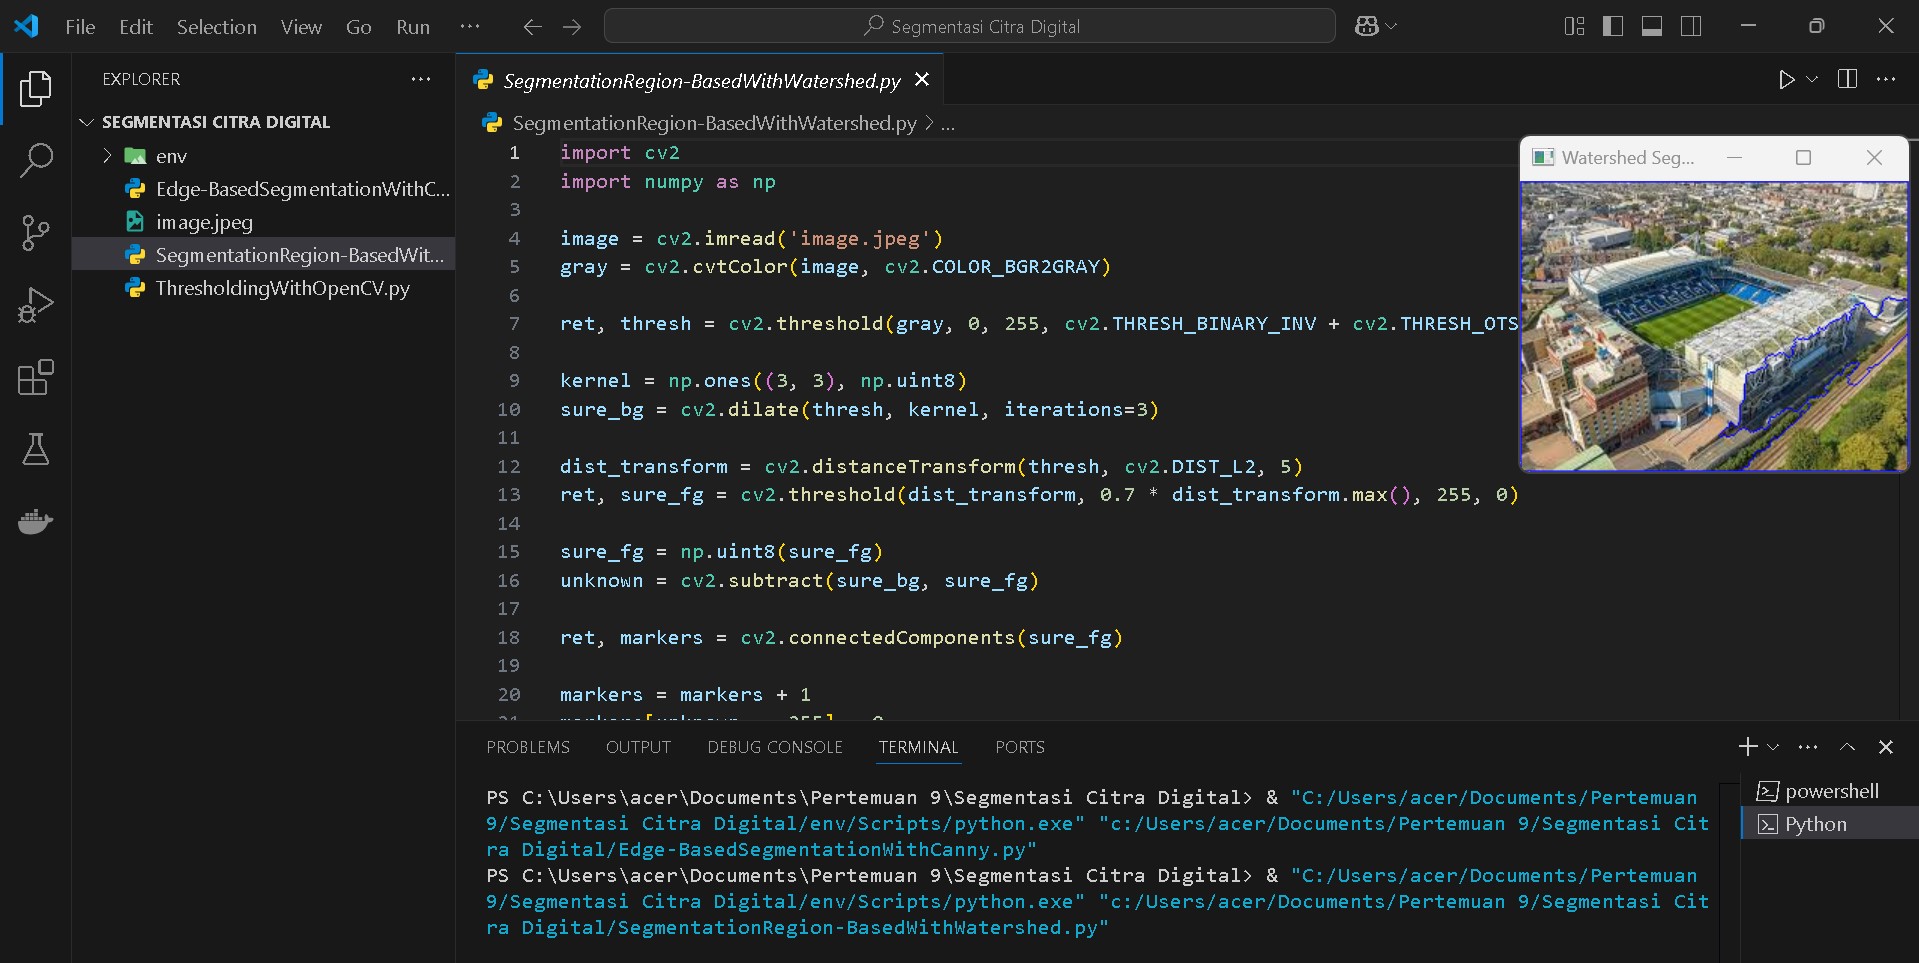 File Edit Selection View Go Run ...
Segmentasi Citra Digital
EXPLORER
SEGMENTASI CITRA DIGITAL
env
Edge-BasedSegmentationWithC...
image.jpeg
SegmentationRegion-BasedWit...
ThresholdingWithOpenCV.py
SegmentationRegion-BasedWithWatershed.py
SegmentationRegion-BasedWithWatershed.py > ...
1 import cv2
2 import numpy as np
3
4 image = cv2.imread('image.jpeg')
5 gray = cv2.cvtColor(image, cv2.COLOR_BGR2GRAY)
6
7 ret, thresh = cv2.threshold(gray, 0, 255, cv2.THRESH_BINARY_INV + cv2.THRESH_OTS
8
9 kernel = np.ones((3, 3), np.uint8)
10 sure_bg = cv2.dilate(thresh, kernel, iterations=3)
11
12 dist_transform = cv2.distanceTransform(thresh, cv2.DIST_L2, 5)
13 ret, sure_fg = cv2.threshold(dist_transform, 0.7 * dist_transform.max(), 255, 0)
14
15 sure_fg = np.uint8(sure_fg)
16 unknown = cv2.subtract(sure_bg, sure_fg)
17
18 ret, markers = cv2.connectedComponents(sure_fg)
19
20 markers = markers + 1
Watershed Seg...
CHELSEA
PROBLEMS OUTPUT DEBUG CONSOLE TERMINAL PORTS
PS C:\Users\acer\Documents\Pertemuan 9\Segmentasi Citra Digital> & "C:/Users/acer/Documents/Pertemuan
9/Segmentasi Citra Digital/env/Scripts/python.exe" "c:/Users/acer/Documents/Pertemuan 9/Segmentasi Cit
ra Digital/Edge-BasedSegmentationWithCanny.py"
PS C:\Users\acer\Documents\Pertemuan 9\Segmentasi Citra Digital> & "C:/Users/acer/Documents/Pertemuan
9/Segmentasi Citra Digital/env/Scripts/python.exe" "c:/Users/acer/Documents/Pertemuan 9/Segmentasi Cit
ra Digital/SegmentationRegion-BasedWithWatershed.py"
powershell
Python